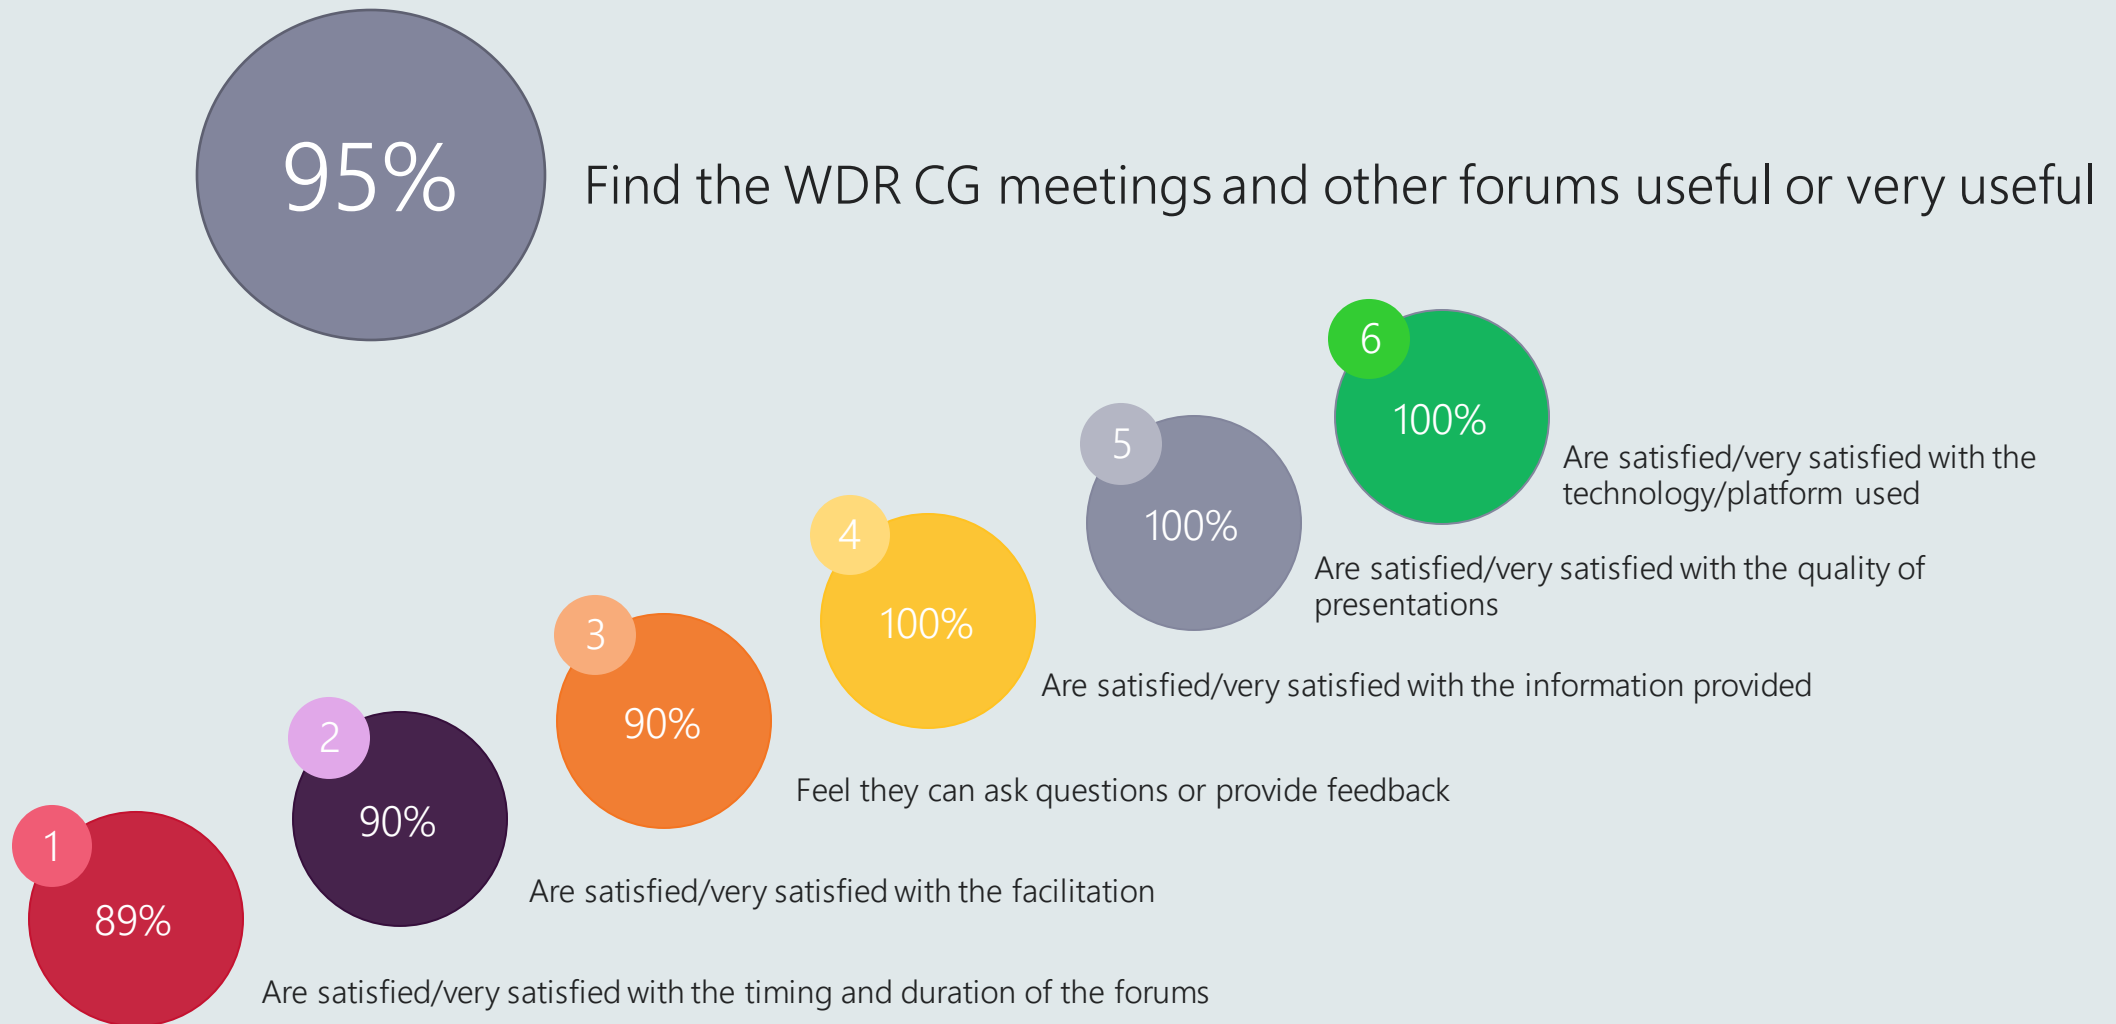 95%
Find the WDR CG meetings and other forums useful or very useful
6
100%
Are satisfied/very satisfied with the
technology/platform used
5
100%
Are satisfied/very satisfied with the quality of
presentations
4
100%
Are satisfied/very satisfied with the information provided
3
90%
Feel they can ask questions or provide feedback
2
90%
Are satisfied/very satisfied with the facilitation
1
89%
Are satisfied/very satisfied with the timing and duration of the forums